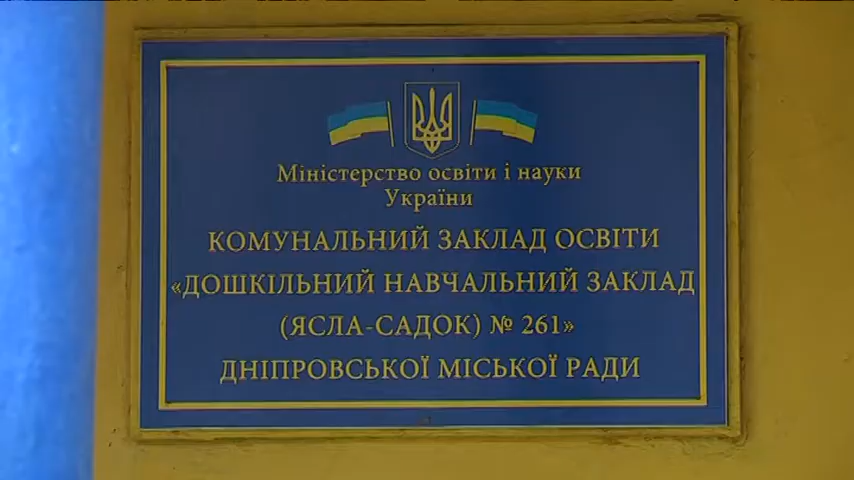 Міністерство освіти і науки
України
КОМУНАЛЬНИЙ ЗАКЛАД ОСВІТИ
«ДОШКІЛЬНИЙ НАВЧАЛЬНИЙ ЗАКЛАД
(ЯСЛА-САДОК) № 261»
ДНІПРОВСЬКОЇ МІСЬКОЇ РАДИ